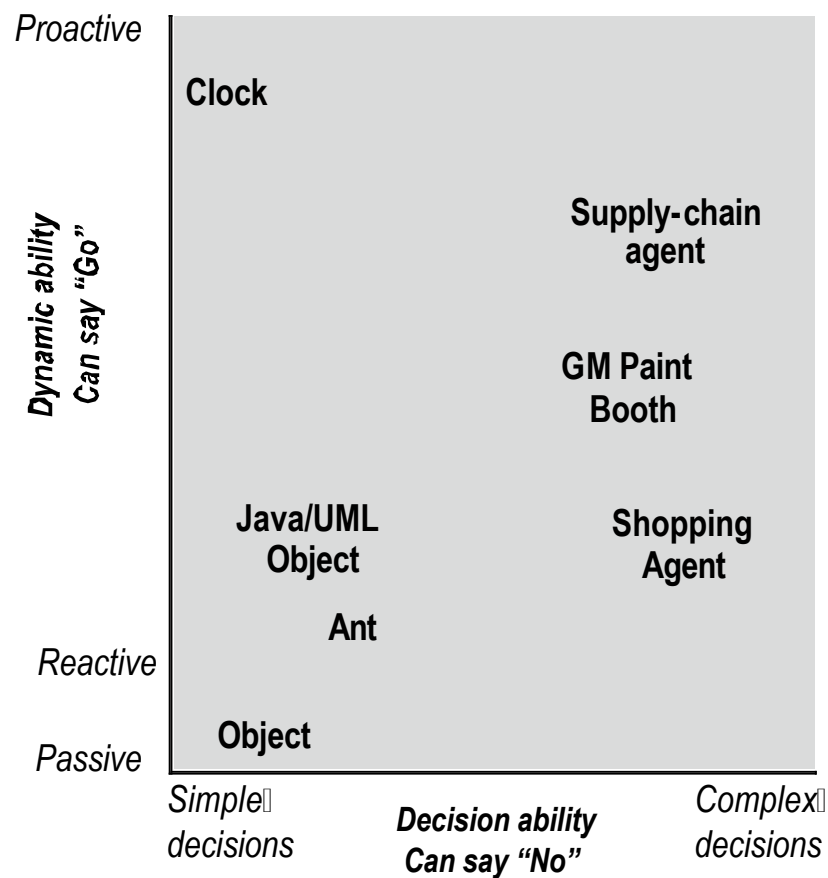 Proactive
Clock
Dynamic ability
Can say “Go”
Supply-chain
agent
GM Paint
Booth
Java/UML
Object
Shopping
Agent
Ant
Reactive
Object
Passive
Simple▯
decisions
Decision ability
Can say “No”
Complex▯
decisions